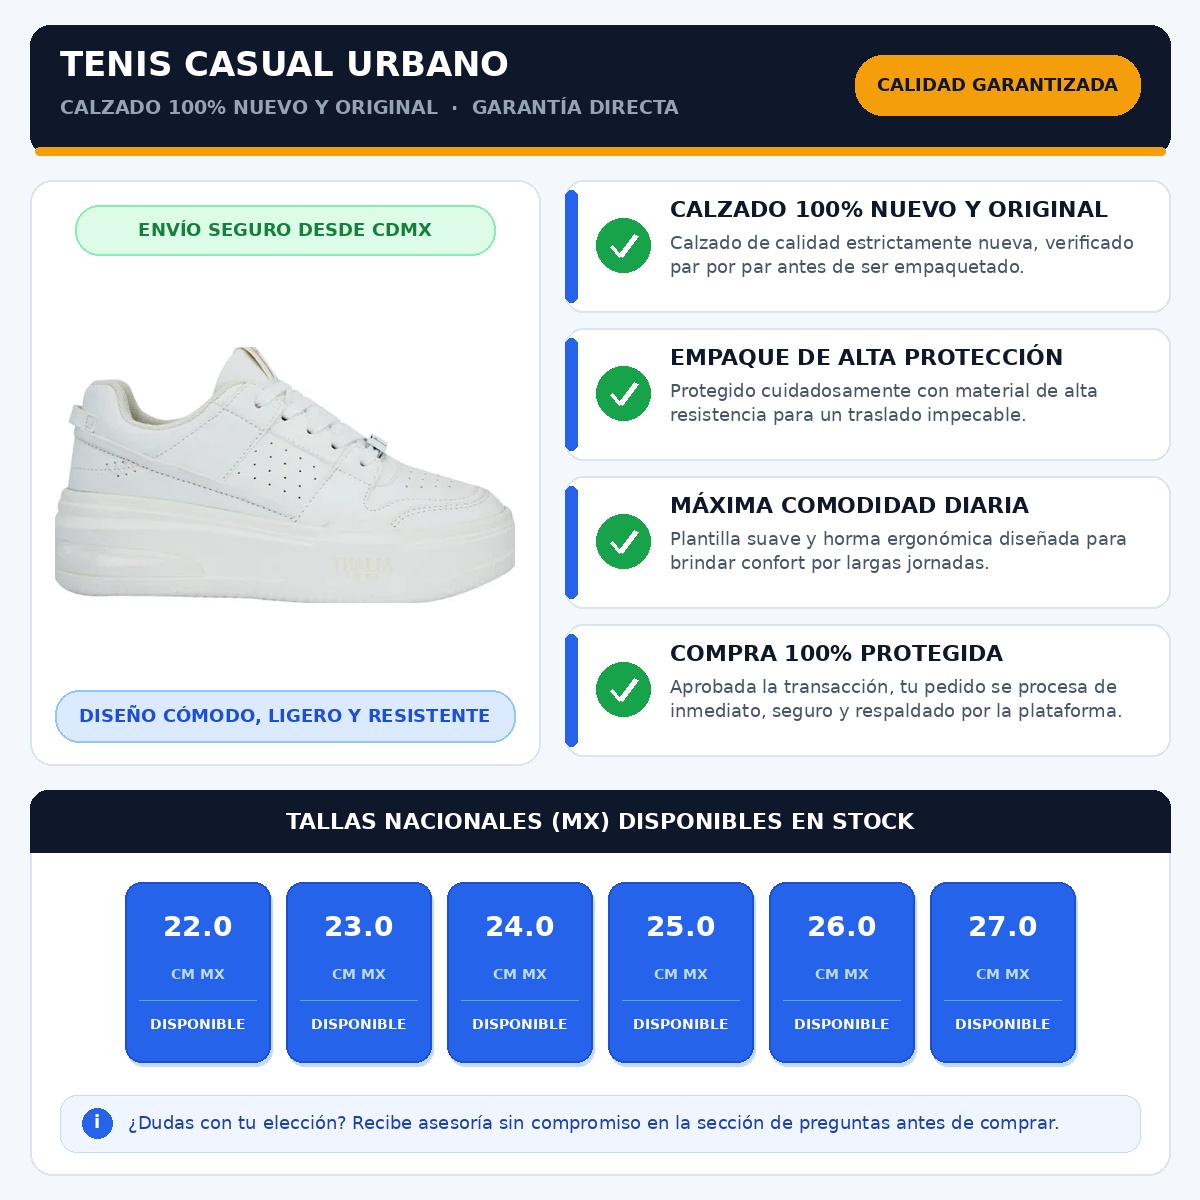 TENIS CASUAL URBANO
CALZADO 100% NUEVO Y ORIGINAL · GARANTÍA DIRECTA
CALIDAD GARANTIZADA
ENVÍO SEGURO DESDE CDMX
THALIA
DISEÑO CÓMODO, LIGERO Y RESISTENTE
CALZADO 100% NUEVO Y ORIGINAL
Calzado de calidad estrictamente nueva, verificado
par por par antes de ser empaquetado.
EMPAQUE DE ALTA PROTECCIÓN
Protegido cuidadosamente con material de alta
resistencia para un traslado impecable.
MÁXIMA COMODIDAD DIARIA
Plantilla suave y horma ergonómica diseñada para
brindar confort por largas jornadas.
COMPRA 100% PROTEGIDA
Aprobada la transacción, tu pedido se procesa de
inmediato, seguro y respaldado por la plataforma.
TALLAS NACIONALES (MX) DISPONIBLES EN STOCK
22.0
CM MX
DISPONIBLE
23.0
CM MX
DISPONIBLE
24.0
CM MX
DISPONIBLE
25.0
CM MX
DISPONIBLE
26.0
CM MX
DISPONIBLE
27.0
CM MX
DISPONIBLE
i ¿Dudas con tu elección? Recibe asesoría sin compromiso en la sección de preguntas antes de comprar.